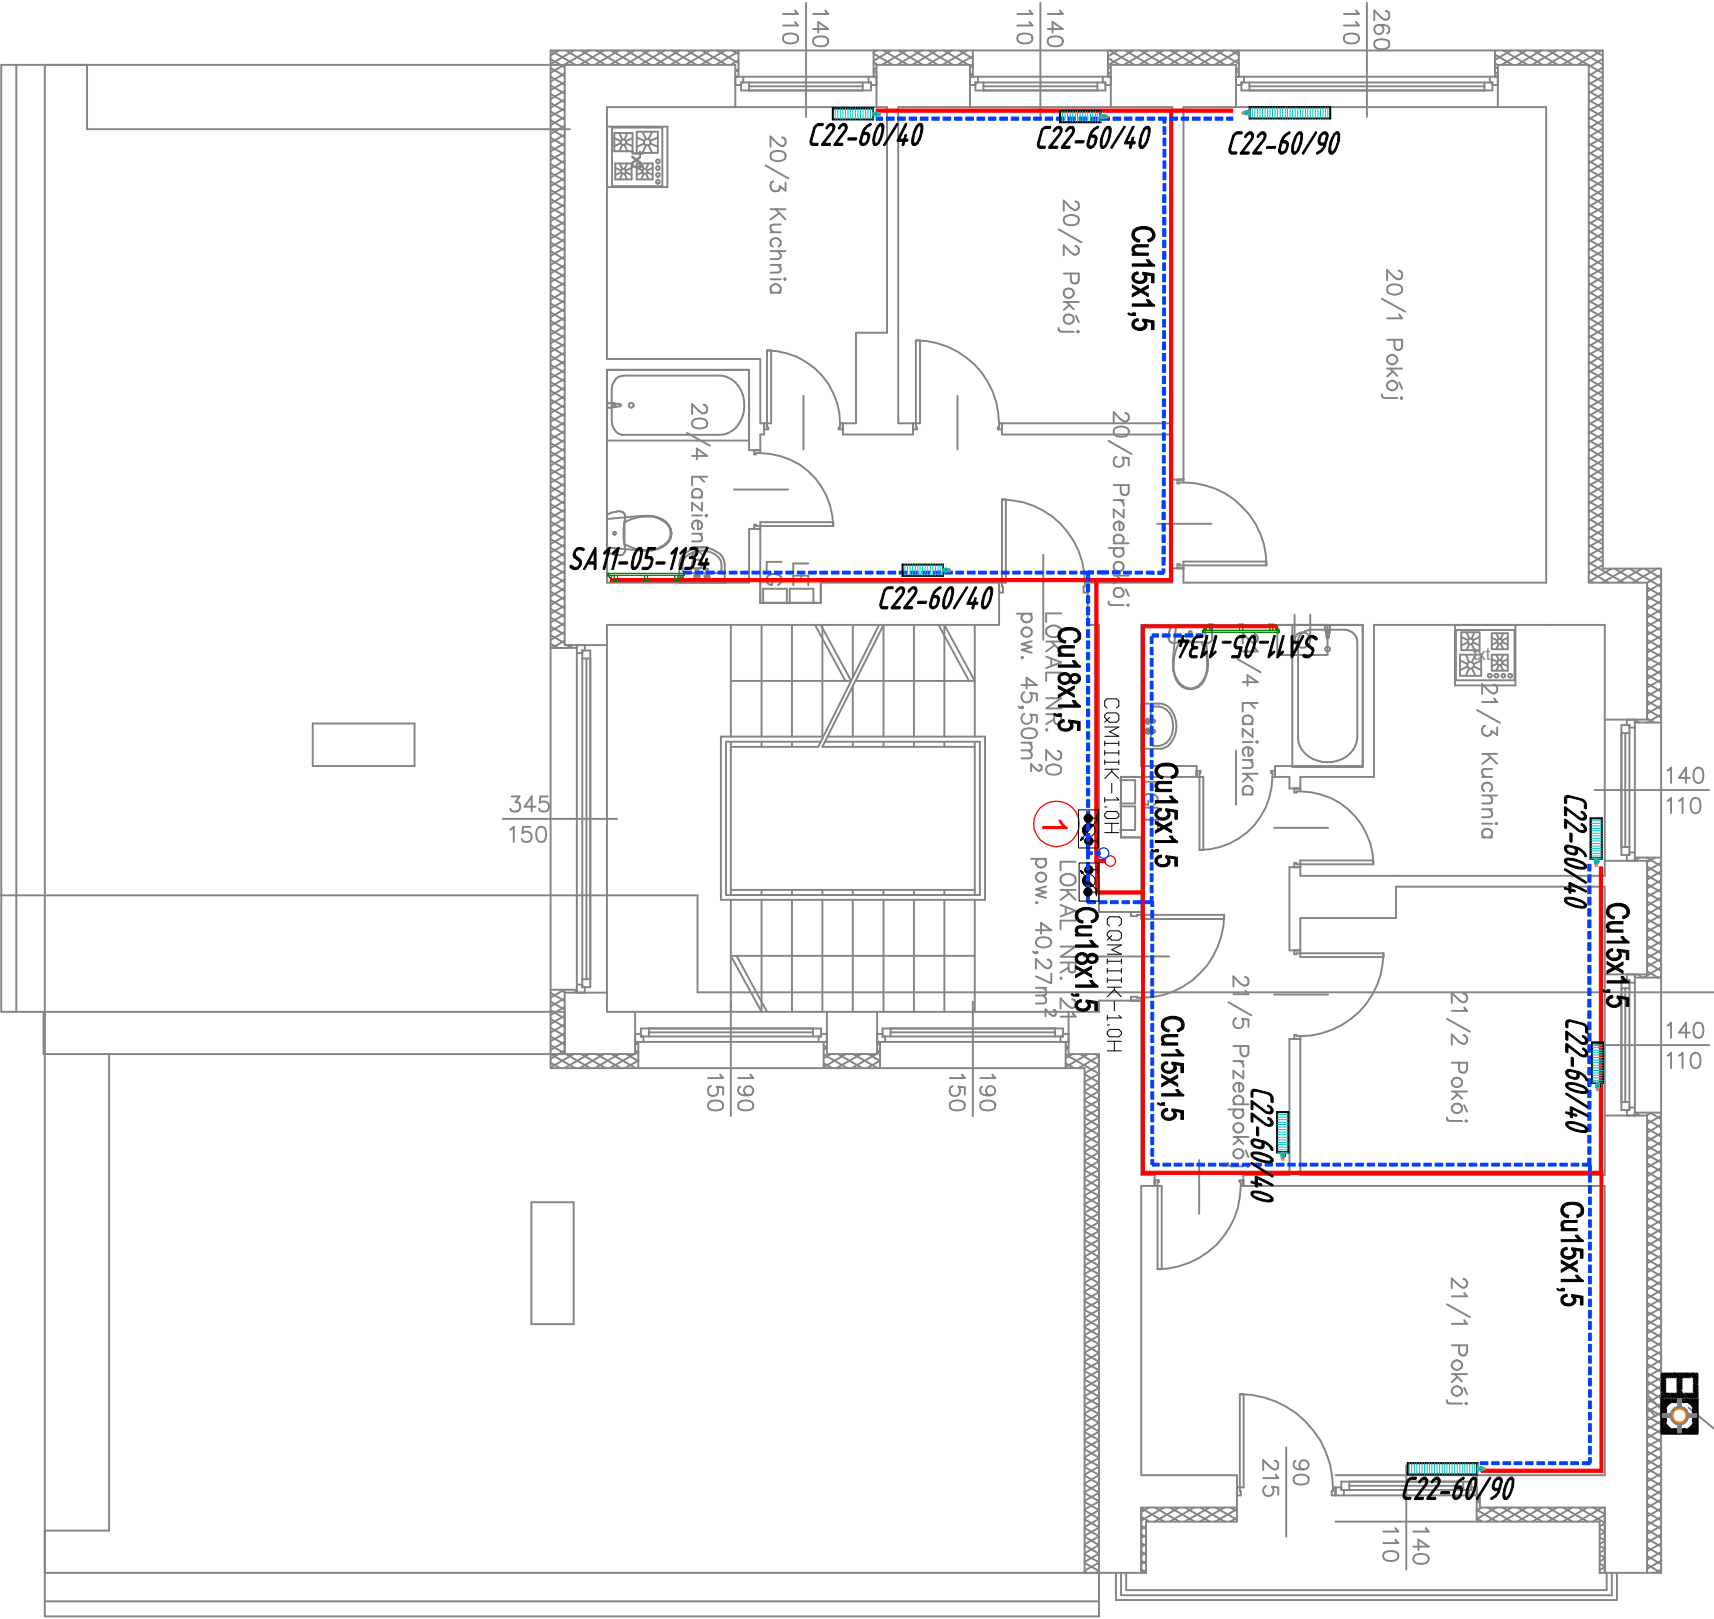 140
110
140
110
260
110
C22-60/40
C22-60/40
C22-60/90
20/3 Kuchnia
20/2 Pokój
Cu15x1,5
20/1 Pokój
20/4 Łazien
20/5 Przedpokój
SA11-05-1134
LG
LE
C22-60/40
LOKAL NR. 20
pow. 45,50m²
Cu18x1,5
CQMIIIK-1.0H
SA11-05-1134
/4 Łazienka
21/3 Kuchnia
Cu15x1,5
140
110
C22-60/40
345
150
1
LOKAL NR. 21
pow. 40,27m²
Cu18x1,5
CQMIIIK-1.0H
Cu15x1,5
21/5 Przedpokó
21/2 Pokój
Cu15x1,5
C22-60/40
140
110
190
150
190
150
C22-60/40
Cu15x1,5
21/1 Pokój
90
215
C22-60/90
140
110